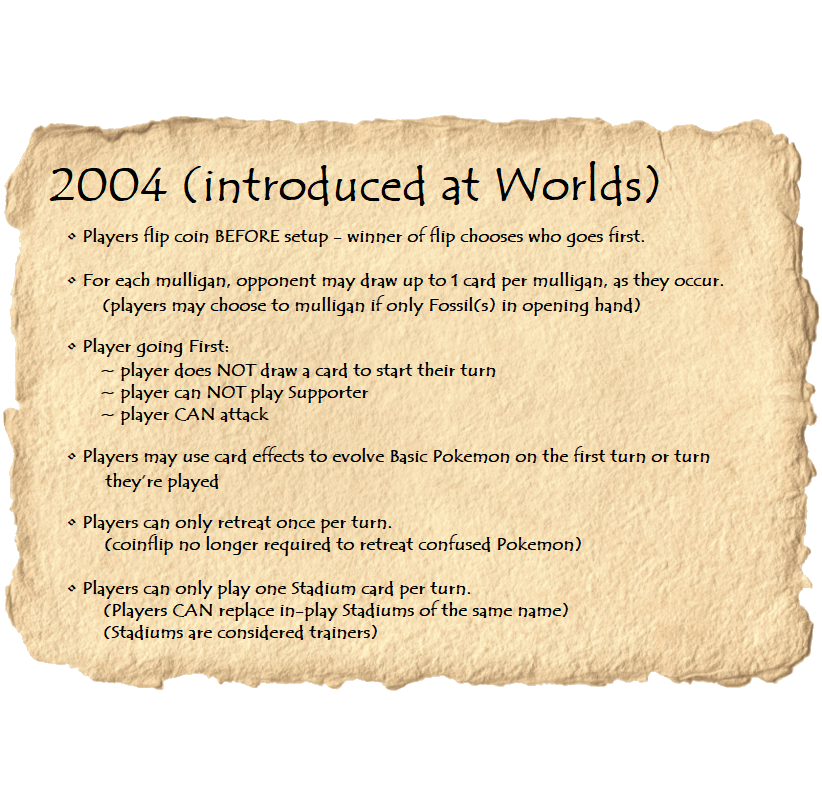 2004 (introduced at Worlds)
• Players flip coin BEFORE setup - winner of flip chooses who goes first.
• For each mulligan, opponent may draw up to 1 card per mulligan, as they occur.
(players may choose to mulligan if only Fossil(s) in opening hand)
• Player going First:
~ player does NOT draw a card to start their turn
~ player can NOT play Supporter
~ player CAN attack
• Players may use card effects to evolve Basic Pokemon on the first turn or turn
they're played
• Players can only retreat once per turn.
(coinflip no longer required to retreat confused Pokemon)
• Players can only play one Stadium card per turn.
(Players CAN replace in-play Stadiums of the same name)
(Stadiums are considered trainers)